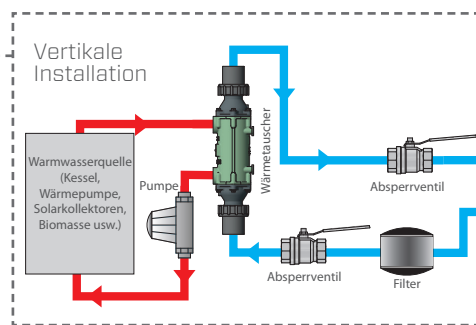 Vertikale
Installation
Warmwasserquelle
(Kessel,
Wärmepumpe,
Solarkollektoren,
Biomasse usw.)
Pumpe
Wärmetauscher
Absperrventil
Absperrventil
Filter